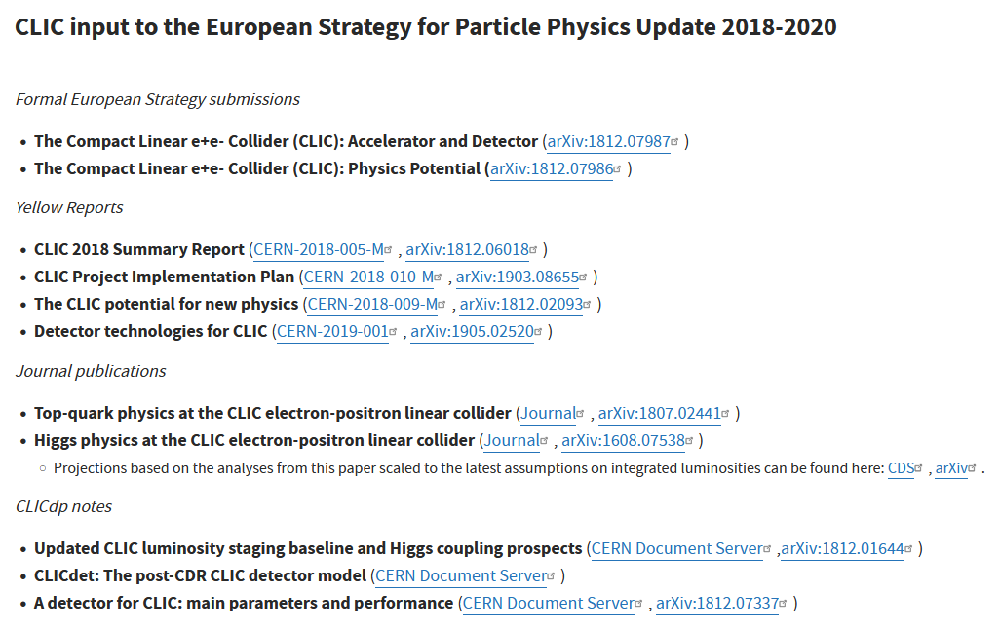 CLIC input to the European Strategy for Particle Physics Update 2018-2020
Formal European Strategy submissions
• The Compact Linear e+e- Collider (CLIC): Accelerator and Detector (arXiv:1812.07987 )
• The Compact Linear e+e- Collider (CLIC): Physics Potential (arXiv:1812.07986 )
Yellow Reports
• CLIC 2018 Summary Report (CERN-2018-005-M , arXiv:1812.06018 )
• CLIC Project Implementation Plan (CERN-2018-010-M , arXiv:1903.08655 )
• The CLIC potential for new physics (CERN-2018-009-M , arXiv:1812.02093 )
• Detector technologies for CLIC (CERN-2019-001 , arXiv:1905.02520 )
Journal publications
• Top-quark physics at the CLIC electron-positron linear collider (Journal , arXiv:1807.02441 )
• Higgs physics at the CLIC electron-positron linear collider (Journal , arXiv:1608.07538 )
○ Projections based on the analyses from this paper scaled to the latest assumptions on integrated luminosities can be found here: CDS , arXiv .
CLICdp notes
• Updated CLIC luminosity staging baseline and Higgs coupling prospects (CERN Document Server ,arXiv:1812.01644 )
• CLICdet: The post-CDR CLIC detector model (CERN Document Server )
• A detector for CLIC: main parameters and performance (CERN Document Server , arXiv:1812.07337 )